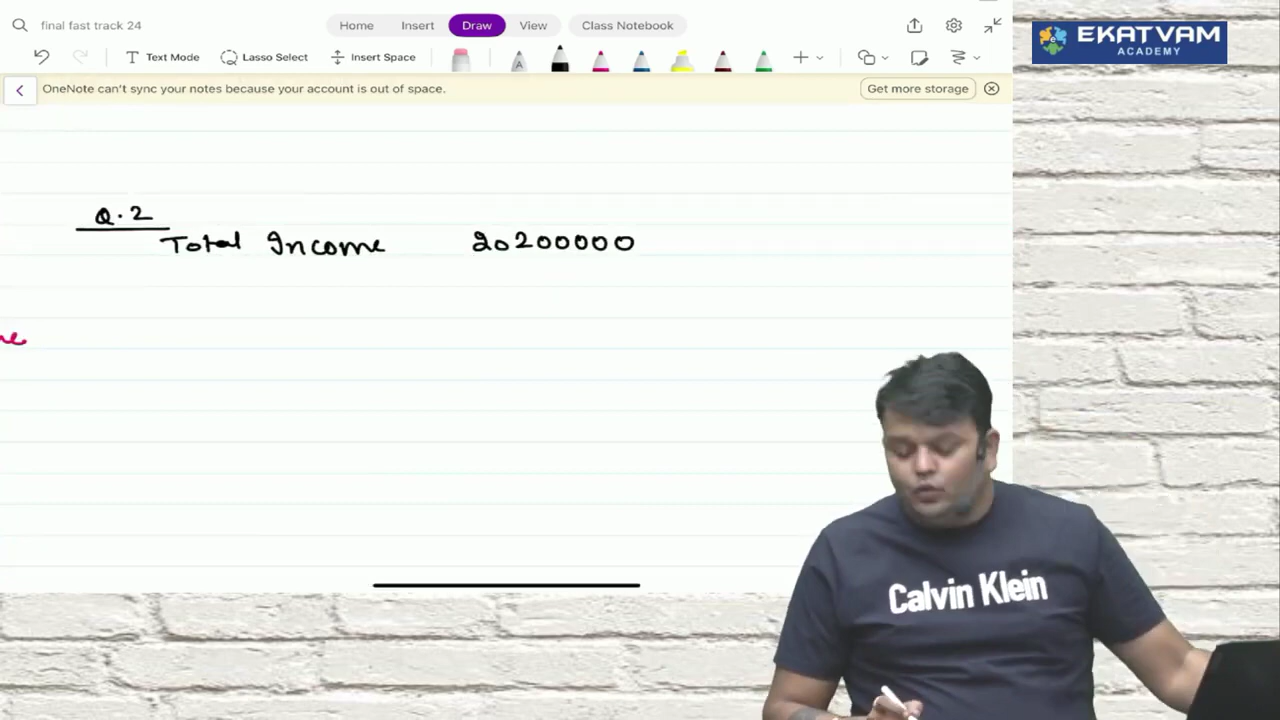 final fast track 24
Home Insert Draw View Class Notebook
Text Mode Lasso Select Insert Space
OneNote can't sync your notes because your account is out of space.
Get more storage
EKATVAM
ACADEMY
Q.2
Total Income 20200000
Calvin Klein